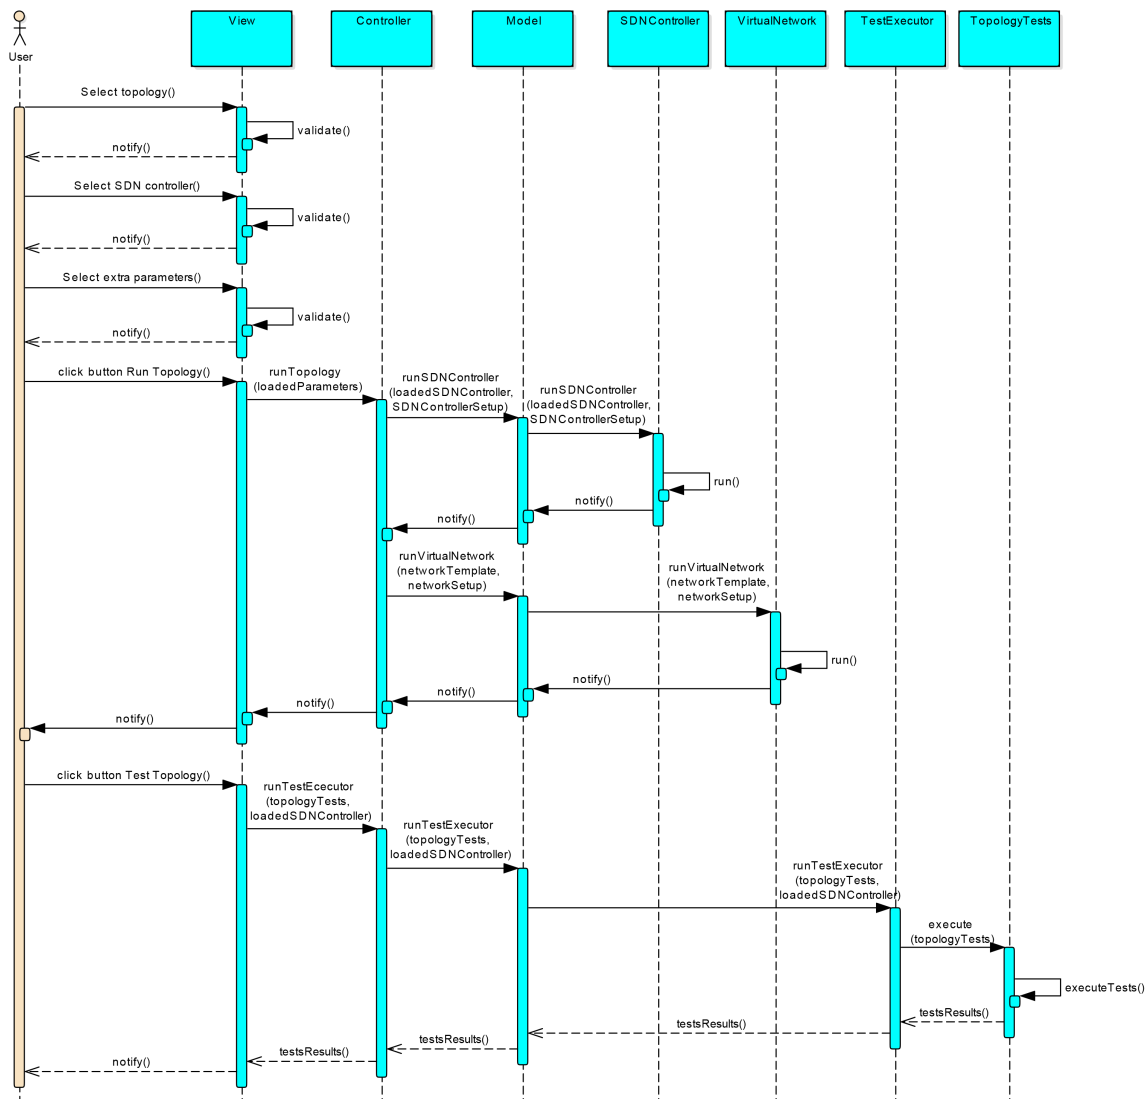 User
View
Controller
Model
SDNController
VirtualNetwork
TestExecutor
TopologyTests
Select topology()
validate()
notify()
Select SDN controller()
validate()
notify()
Select extra parameters()
validate()
notify()
click button Run Topology()
runTopology
(loadedParameters)
runSDNController
(loadedSDNController,
SDNControllerSetup)
runSDNController
(loadedSDNController,
SDNControllerSetup)
run()
notify()
notify()
runVirtualNetwork
(networkTemplate,
networkSetup)
runVirtualNetwork
(networkTemplate,
networkSetup)
run()
notify()
notify()
notify()
notify()
click button Test Topology()
runTestEcecutor
(topologyTests,
loadedSDNController)
runTestExecutor
(topologyTests,
loadedSDNController)
runTestExecutor
(topologyTests,
loadedSDNController)
execute
(topologyTests)
executeTests()
testsResults()
testsResults()
testsResults()
testsResults()
notify()